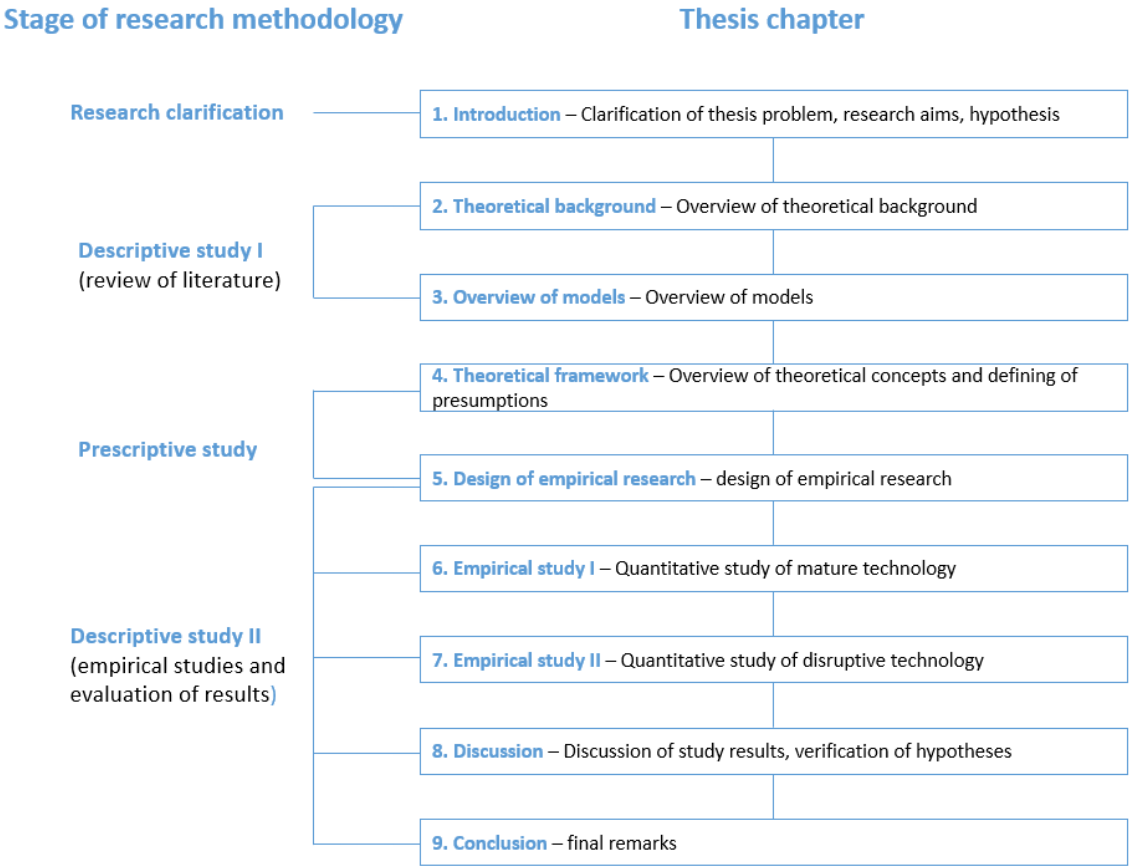 Stage of research methodology
Thesis chapter
Research clarification
1. Introduction – Clarification of thesis problem, research aims, hypothesis
Descriptive study I
(review of literature)
2. Theoretical background – Overview of theoretical background
3. Overview of models – Overview of models
Prescriptive study
4. Theoretical framework – Overview of theoretical concepts and defining of
presumptions
5. Design of empirical research – design of empirical research
Descriptive study II
(empirical studies and
evaluation of results)
6. Empirical study I – Quantitative study of mature technology
7. Empirical study II – Quantitative study of disruptive technology
8. Discussion – Discussion of study results, verification of hypotheses
9. Conclusion – final remarks